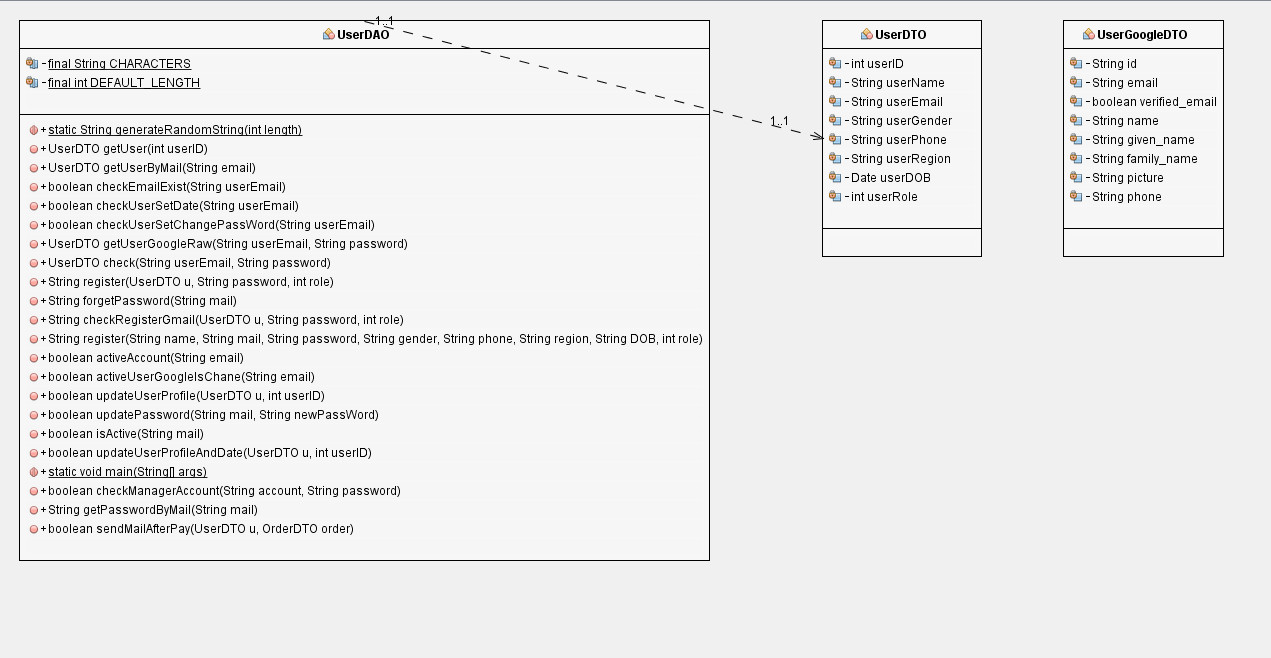 1..1
UserDAO
-final String CHARACTERS
-final int DEFAULT_LENGTH
+static String generateRandomString(int length)
+UserDTO getUser(int userID)
+UserDTO getUserByMail(String email)
+boolean checkEmailExist(String userEmail)
+boolean checkUserSetDate(String userEmail)
+boolean checkUserSetChangePassWord(String userEmail)
+UserDTO getUserGoogleRaw(String userEmail, String password)
+UserDTO check(String userEmail, String password)
+String register(UserDTO u, String password, int role)
+String forgetPassword(String mail)
+String checkRegisterGmail(UserDTO u, String password, int role)
+String register(String name, String mail, String password, String gender, String phone, String region, String DOB, int role)
+boolean activeAccount(String email)
+boolean activeUserGoogleIsChane(String email)
+boolean updateUserProfile(UserDTO u, int userID)
+boolean updatePassword(String mail, String newPassWord)
+boolean isActive(String mail)
+boolean updateUserProfileAndDate(UserDTO u, int userID)
+static void main(String[] args)
+boolean checkManagerAccount(String account, String password)
+String getPasswordByMail(String mail)
+boolean sendMailAfterPay(UserDTO u, OrderDTO order)
1..1
UserDTO
-int userID
-String userName
-String userEmail
-String userGender
-String userPhone
-String userRegion
-Date userDOB
-int userRole
UserGoogleDTO
-String id
-String email
-boolean verified_email
-String name
-String given_name
-String family_name
-String picture
-String phone